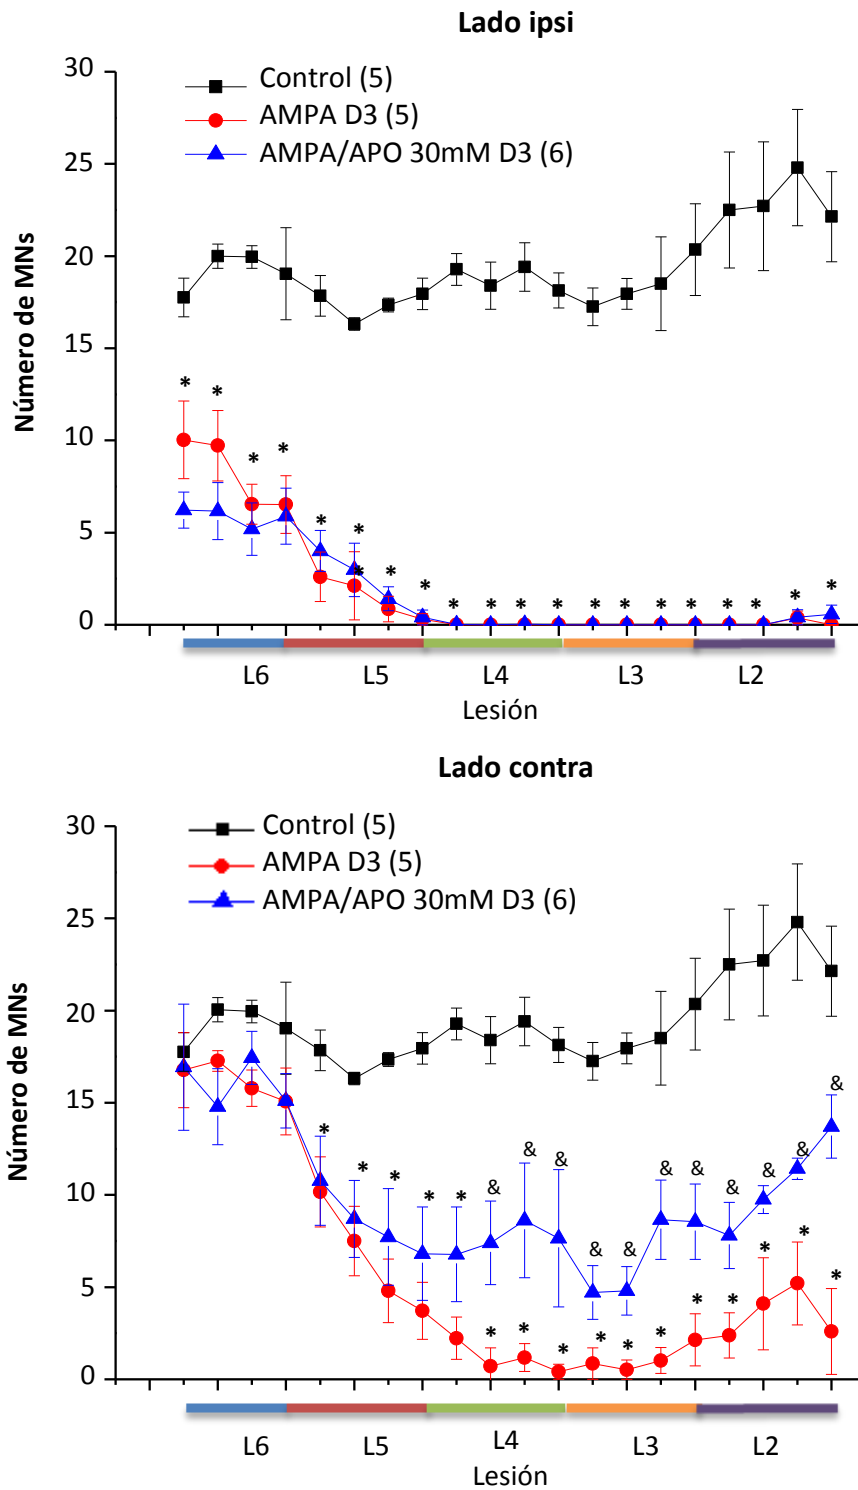 Lado ipsi
Control (5)
AMPA D3 (5)
AMPA/APO 30mM D3 (6)
Número de MNs
30
25
20
15
10
5
0
* * * * * * * * * * * * * * * * * * * * *
L6 L5 L4 L3 L2
Lesión
Lado contra
Control (5)
AMPA D3 (5)
AMPA/APO 30mM D3 (6)
Número de MNs
30
25
20
15
10
5
0
& & & & & & & & & & &
* * * * * * * * * * * * * * * *
L6 L5 L4 L3 L2
Lesión